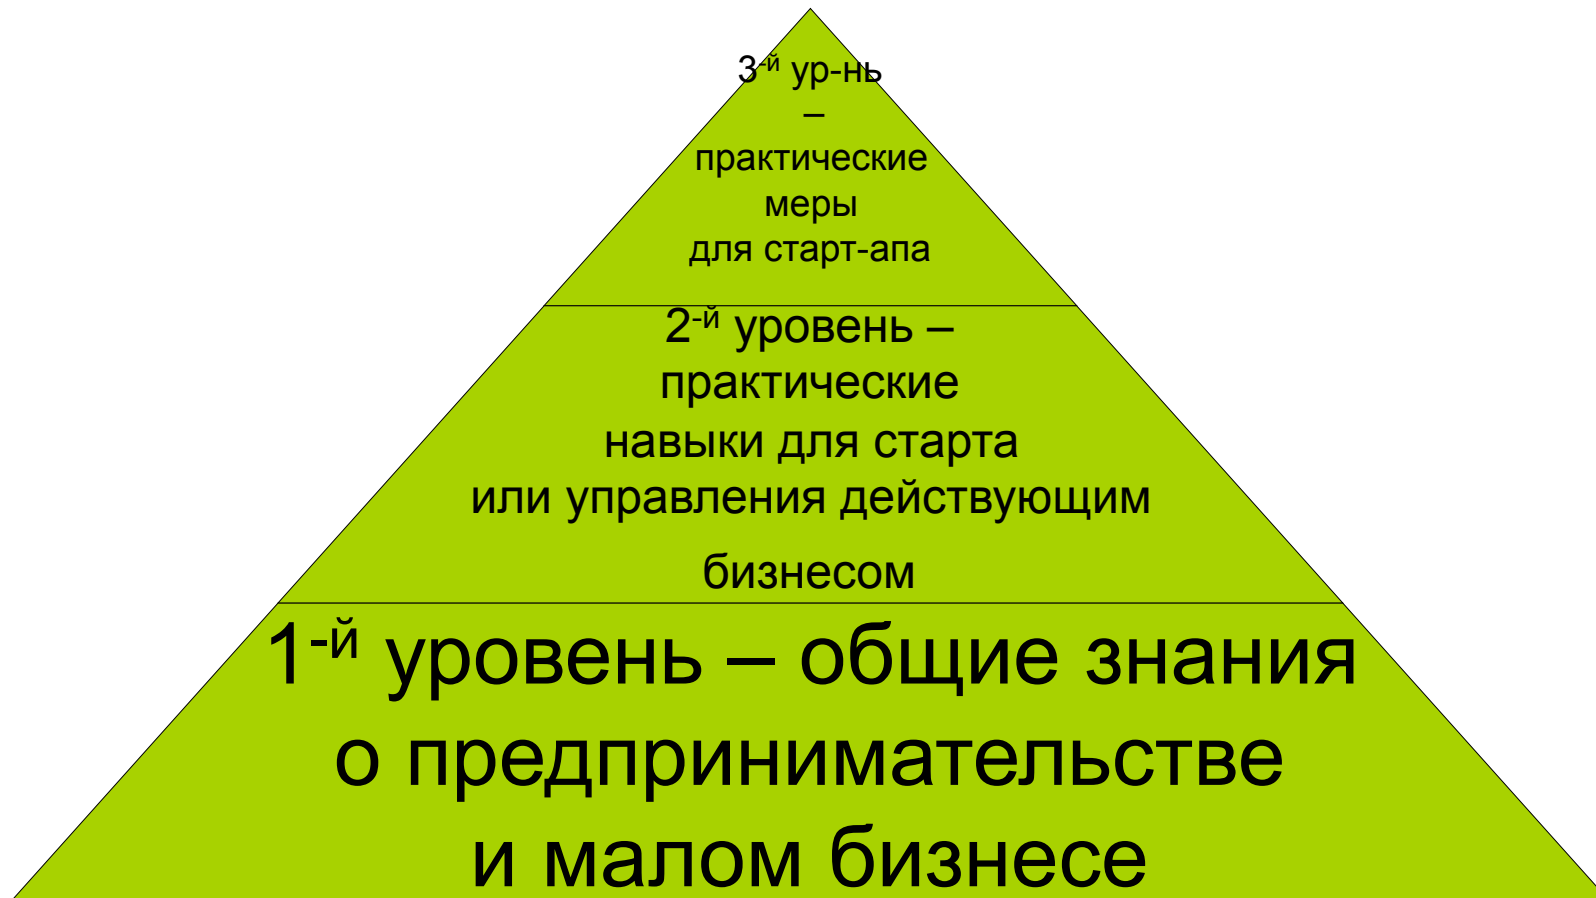 3-й ур-нь
–
практические
меры
для старт-апа
2-й уровень –
практические
навыки для старта
или управления действующим
бизнесом
1-й уровень – общие знания
о предпринимательстве
и малом бизнесе